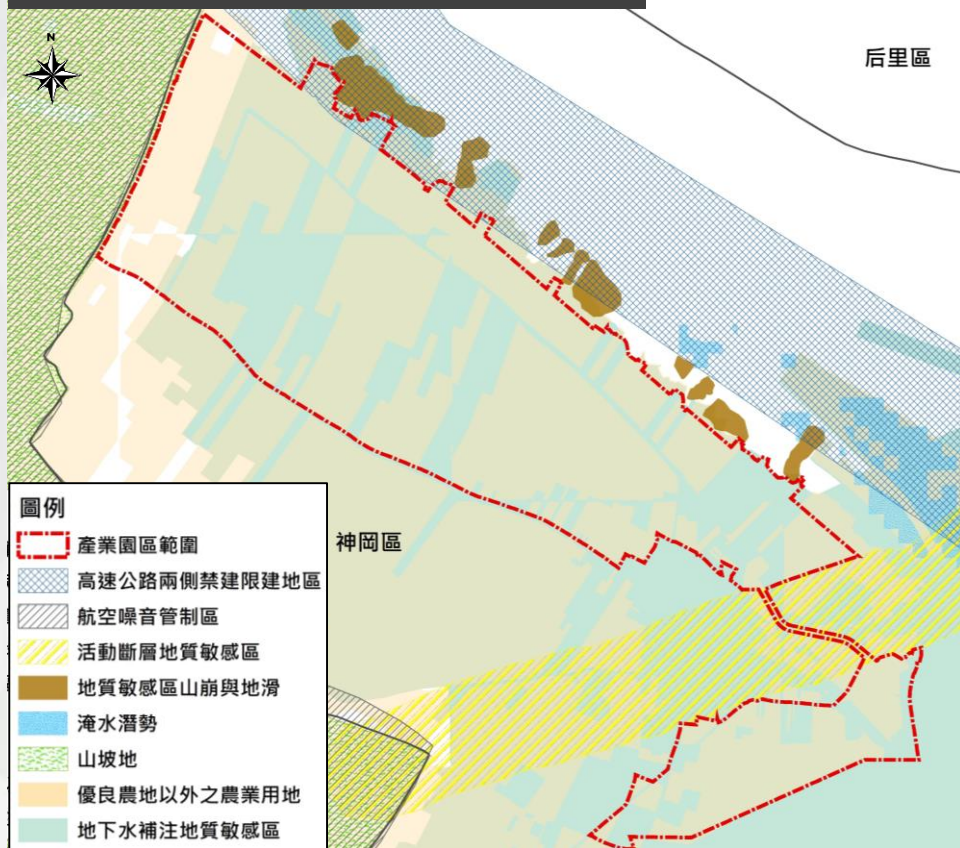 N
后里區
神岡區
圖例
產業園區範圍
高速公路兩側禁建限建地區
航空噪音管制區
活動斷層地質敏感區
地質敏感區山崩與地滑
淹水潛勢
山坡地
優良農地以外之農業用地
地下水補注地質敏感區